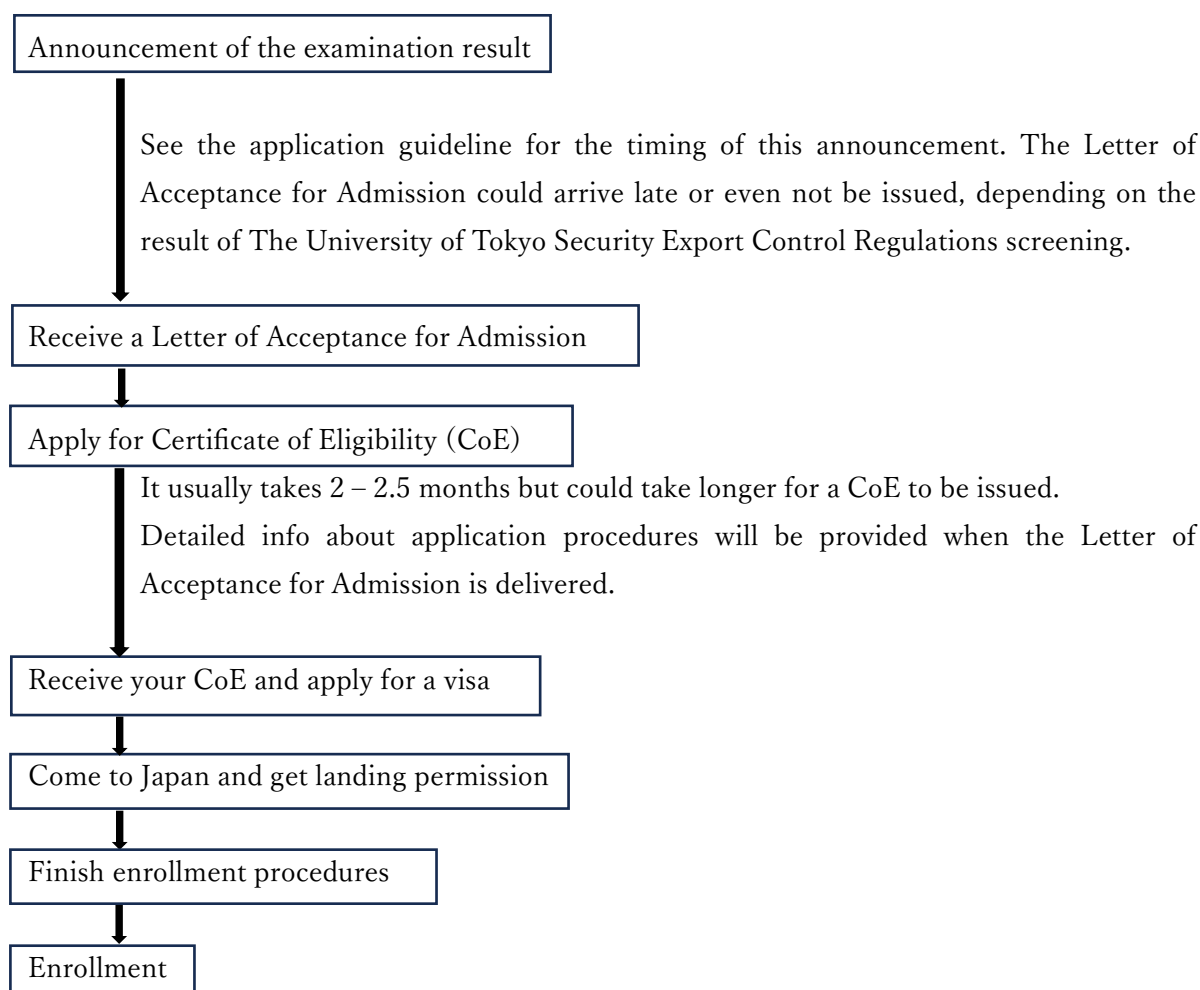 Announcement of the examination result
See the application guideline for the timing of this announcement. The Letter of
Acceptance for Admission could arrive late or even not be issued, depending on the
result of The University of Tokyo Security Export Control Regulations screening.
Receive a Letter of Acceptance for Admission
Apply for Certificate of Eligibility (CoE)
It usually takes 2 – 2.5 months but could take longer for a CoE to be issued.
Detailed info about application procedures will be provided when the Letter of
Acceptance for Admission is delivered.
Receive your CoE and apply for a visa
Come to Japan and get landing permission
Finish enrollment procedures
Enrollment